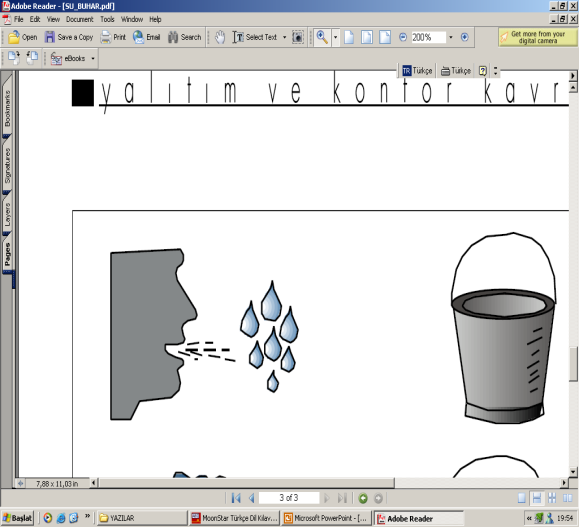 Adobe Reader - [SU_BUHAR.pdf]
File Edit View Document Tools Window Help
Open Save a Copy Print Email Search Select Text 200% Get more from your digital camera
eBooks
TR Türkçe Türkçe
yalıtım ve konfor kavr
Bookmarks
Signatures
Layers
Pages
7,88 x 11,03 in
3 of 3
Başlat YAZILAR MoonStar Türkçe Dil Kılav... Microsoft PowerPoint - [... Adobe Reader 19:54